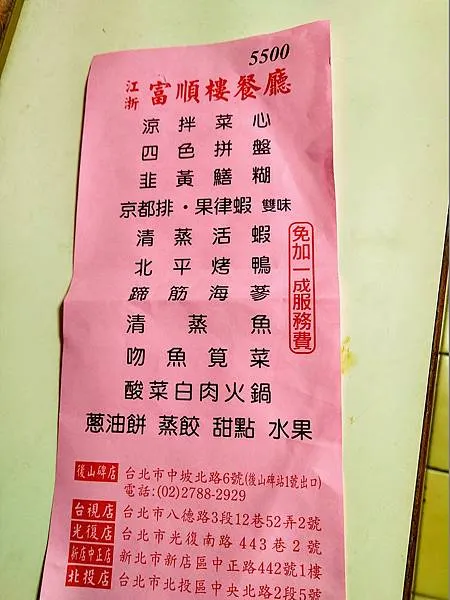 5500
江浙 富順樓餐廳
涼拌菜心
四色拼盤
韭黃鱔糊
京都排・果律蝦 雙味
清蒸活蝦
北平烤鴨
蹄筋海蔘
清蒸魚
吻魚莧菜
酸菜白肉火鍋
蔥油餅 蒸餃 甜點 水果
免加一成服務費
後山碑店 台北市中坡北路6號(後山碑站1號出口)
電話:(02)2788-2929
台視店 台北市八德路3段12巷52弄2號
光復店 台北市光復南路443巷2號
新店中正店 新北市新店區中正路442號1樓
北投店 台北市北投區中央北路2段5號